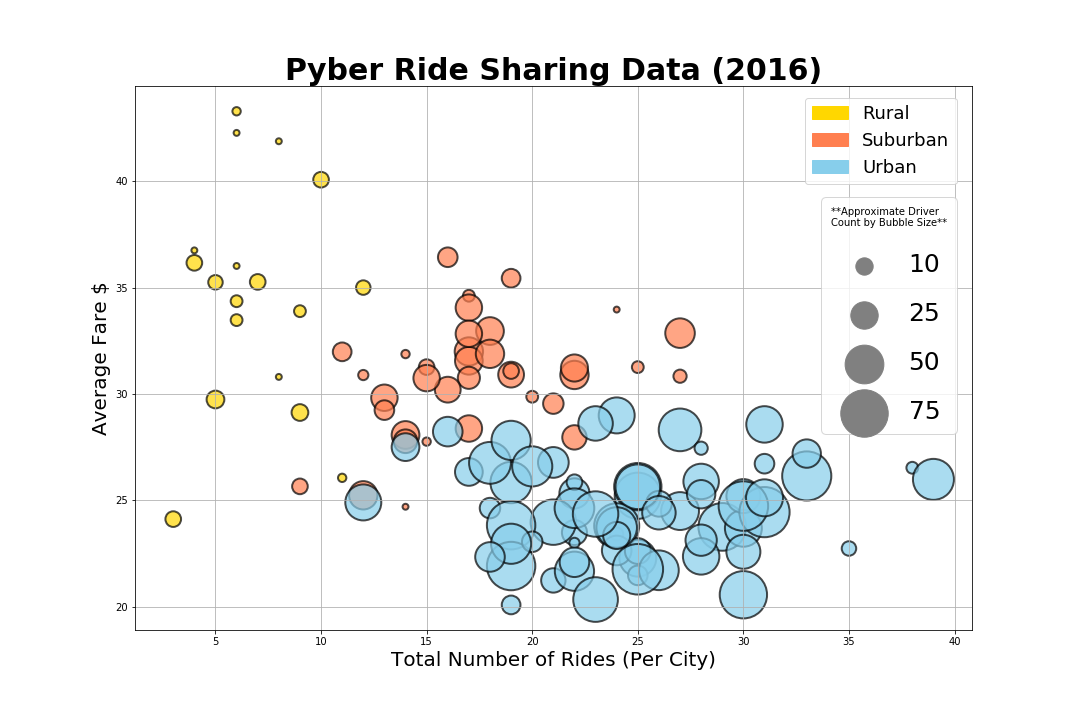 Pyber Ride Sharing Data (2016)
Rural
Suburban
Urban
**Approximate Driver
Count by Bubble Size**
10
25
50
75
Average Fare $
40
35
30
25
20
5
10
15
20
25
30
35
40
Total Number of Rides (Per City)